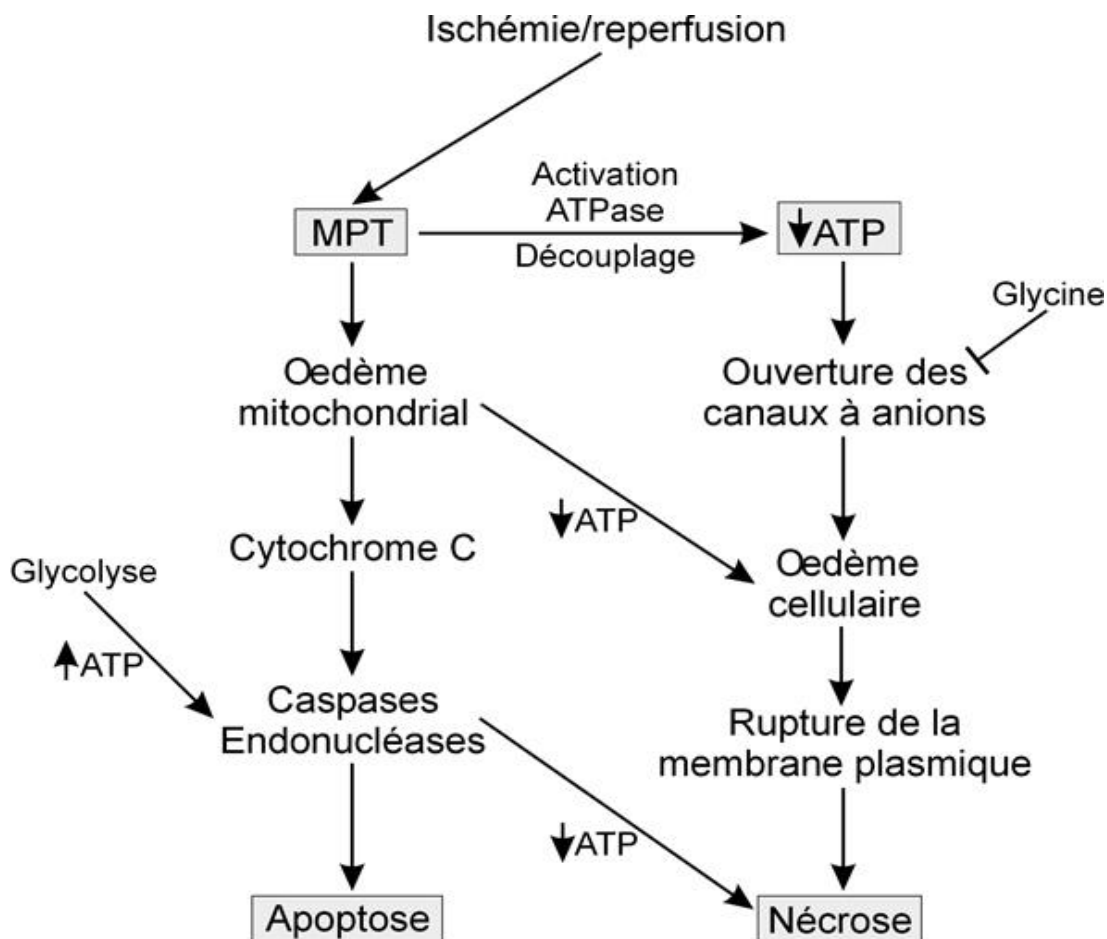 Ischémie/reperfusion
Activation
ATPase
MPT
Découplage
↓ATP
Glycine
Oedème
mitochondrial
Ouverture des
canaux à anions
↓ATP
Cytochrome C
Glycolyse
Oedème
cellulaire
↑ATP
Caspases
Endonucléases
Rupture de la
membrane plasmique
↓ATP
Apoptose
Nécrose